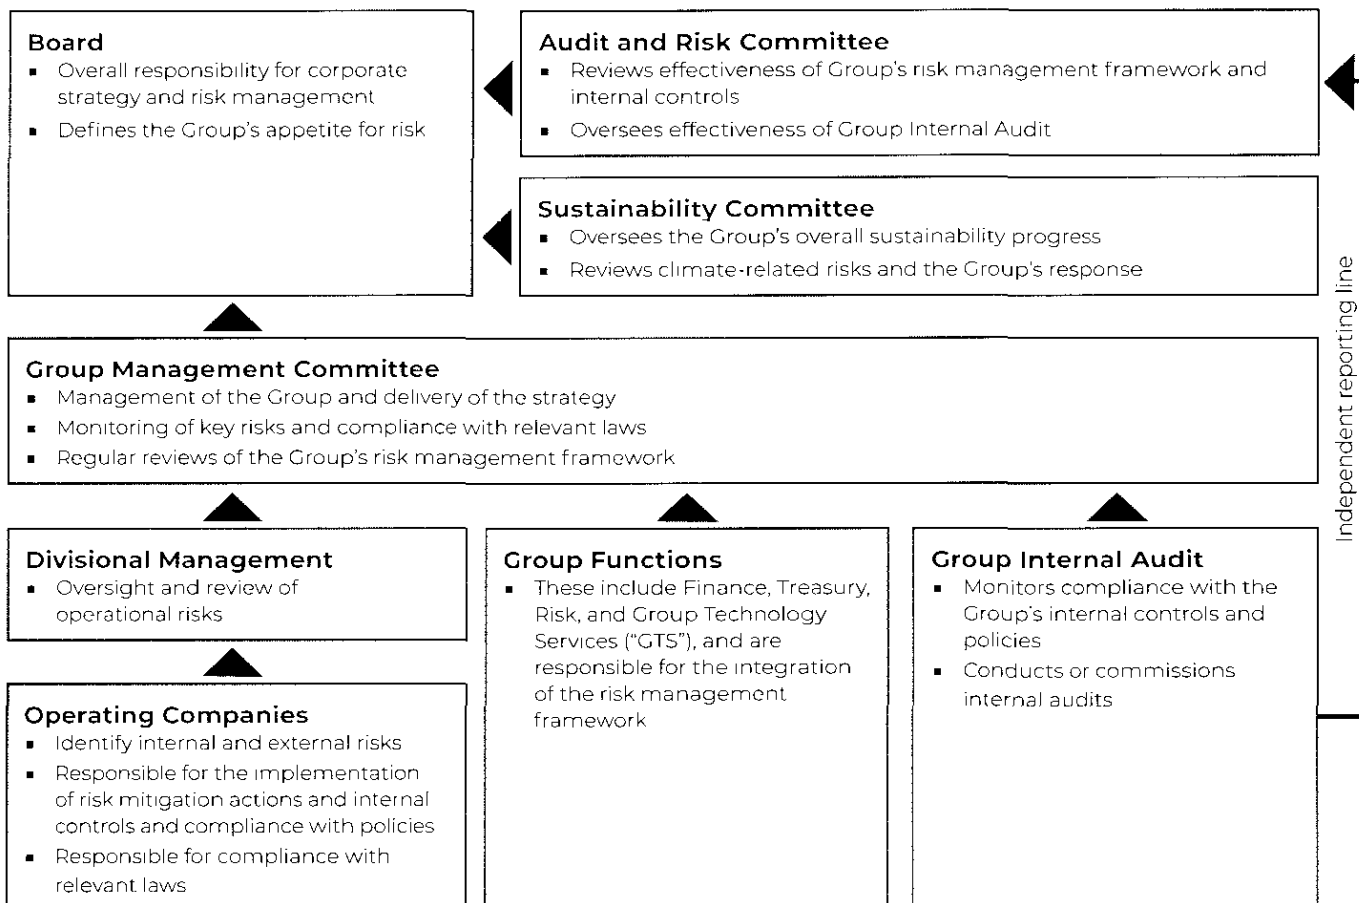 Board
▪ Overall responsibility for corporate
strategy and risk management
▪ Defines the Group's appetite for risk
Audit and Risk Committee
▪ Reviews effectiveness of Group's risk management framework and
internal controls
▪ Oversees effectiveness of Group Internal Audit
Sustainability Committee
▪ Oversees the Group's overall sustainability progress
▪ Reviews climate-related risks and the Group's response
Independent reporting line
Group Management Committee
▪ Management of the Group and delivery of the strategy
▪ Monitoring of key risks and compliance with relevant laws
▪ Regular reviews of the Group's risk management framework
Divisional Management
▪ Oversight and review of
operational risks
Operating Companies
▪ Identify internal and external risks
▪ Responsible for the implementation
of risk mitigation actions and internal
controls and compliance with policies
▪ Responsible for compliance with
relevant laws
Group Functions
▪ These include Finance, Treasury,
Risk, and Group Technology
Services ("GTS"), and are
responsible for the integration
of the risk management
framework
Group Internal Audit
▪ Monitors compliance with the
Group's internal controls and
policies
▪ Conducts or commissions
internal audits